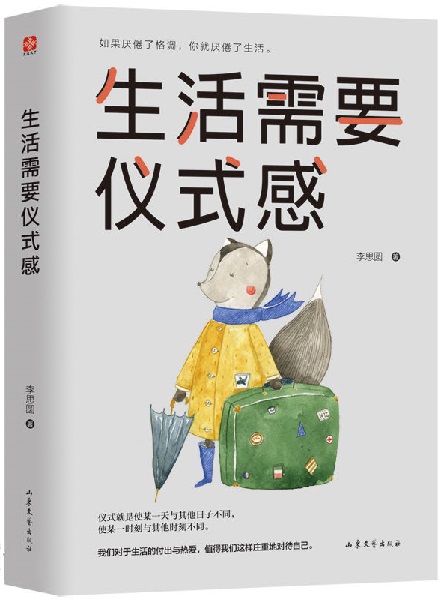 如果厌倦了格调，你就厌倦了生活。
生活需要
仪式感
李思圆 著
仪式就是使某一天与其他日子不同，
使某一时刻与其他时刻不同。
我们对于生活的付出与热爱，值得我们这样庄重地对待自己。
山东文艺出版社
生活需要仪式感
李思圆 著
山东文艺出版社